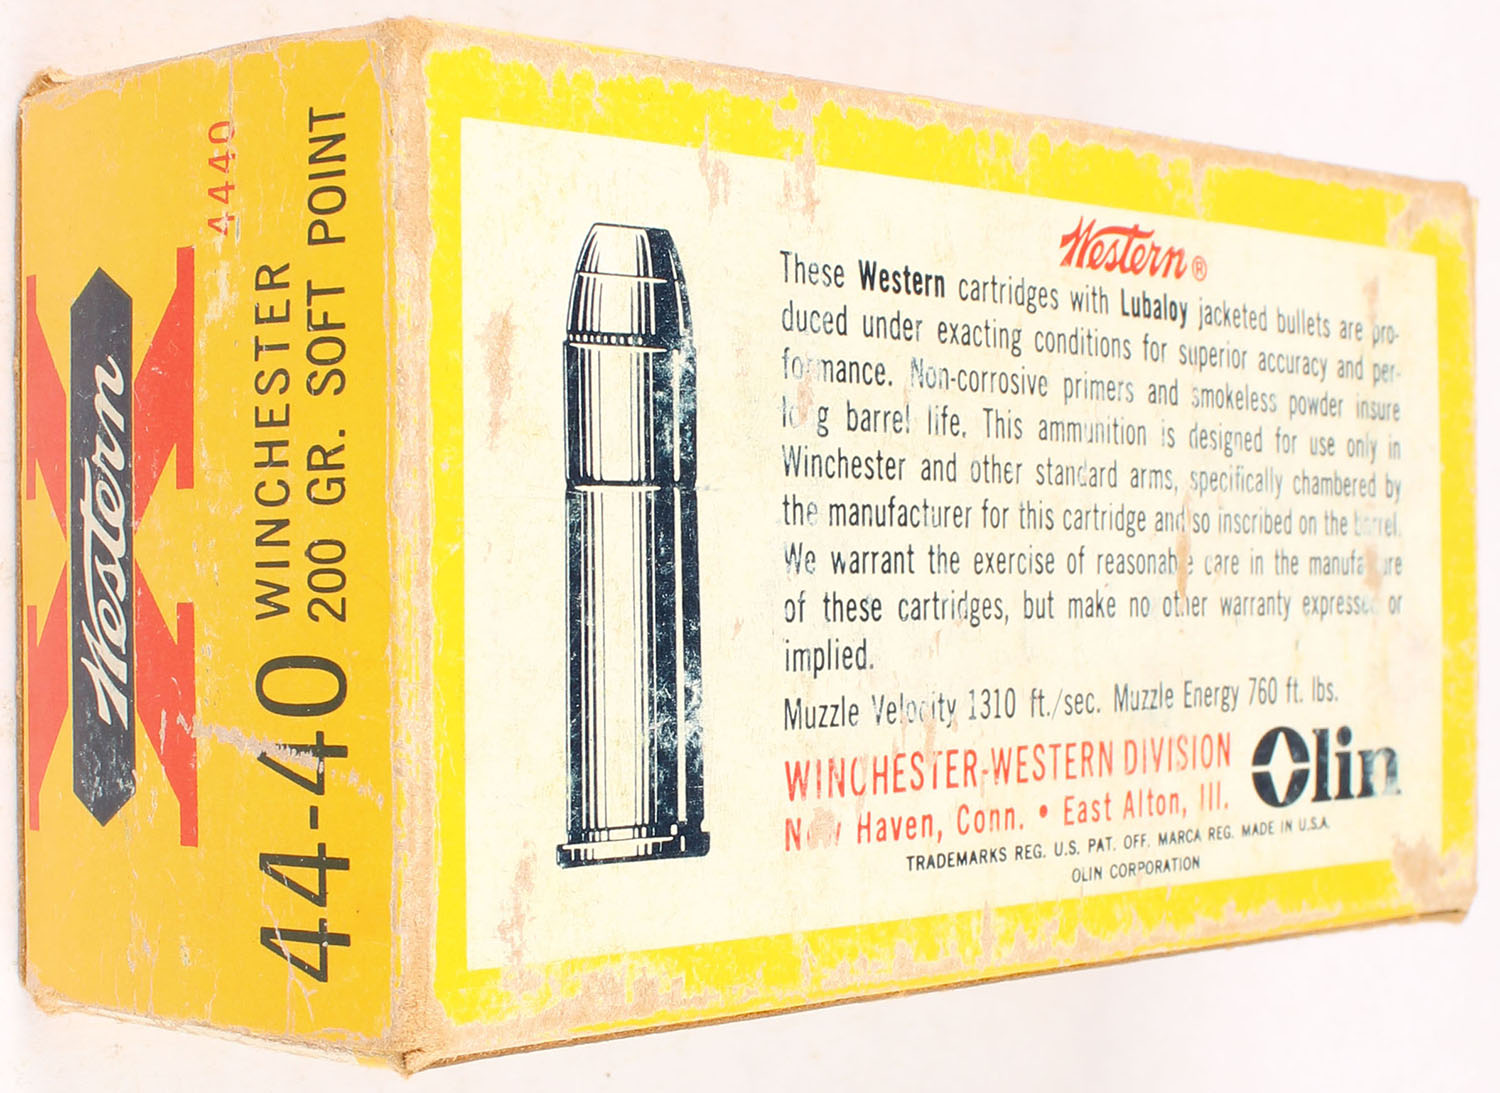 Western
4440
44-40 WINCHESTER
200 GR. SOFT POINT
Western®
These Western cartridges with Lubaloy jacketed bullets are pro-
duced under exacting conditions for superior accuracy and per-
formance. Non-corrosive primers and smokeless powder insure
long barrel life. This ammunition is designed for use only in
Winchester and other standard arms, specifically chambered by
the manufacturer for this cartridge and so inscribed on the barrel.
We warrant the exercise of reasonable care in the manufacture
of these cartridges, but make no other warranty expressed or
implied.
Muzzle Velocity 1310 ft./sec. Muzzle Energy 760 ft. lbs.
WINCHESTER-WESTERN DIVISION
New Haven, Conn. • East Alton, Ill.
Olin
TRADEMARKS REG. U.S. PAT. OFF. MARCA REG. MADE IN U.S.A.
OLIN CORPORATION